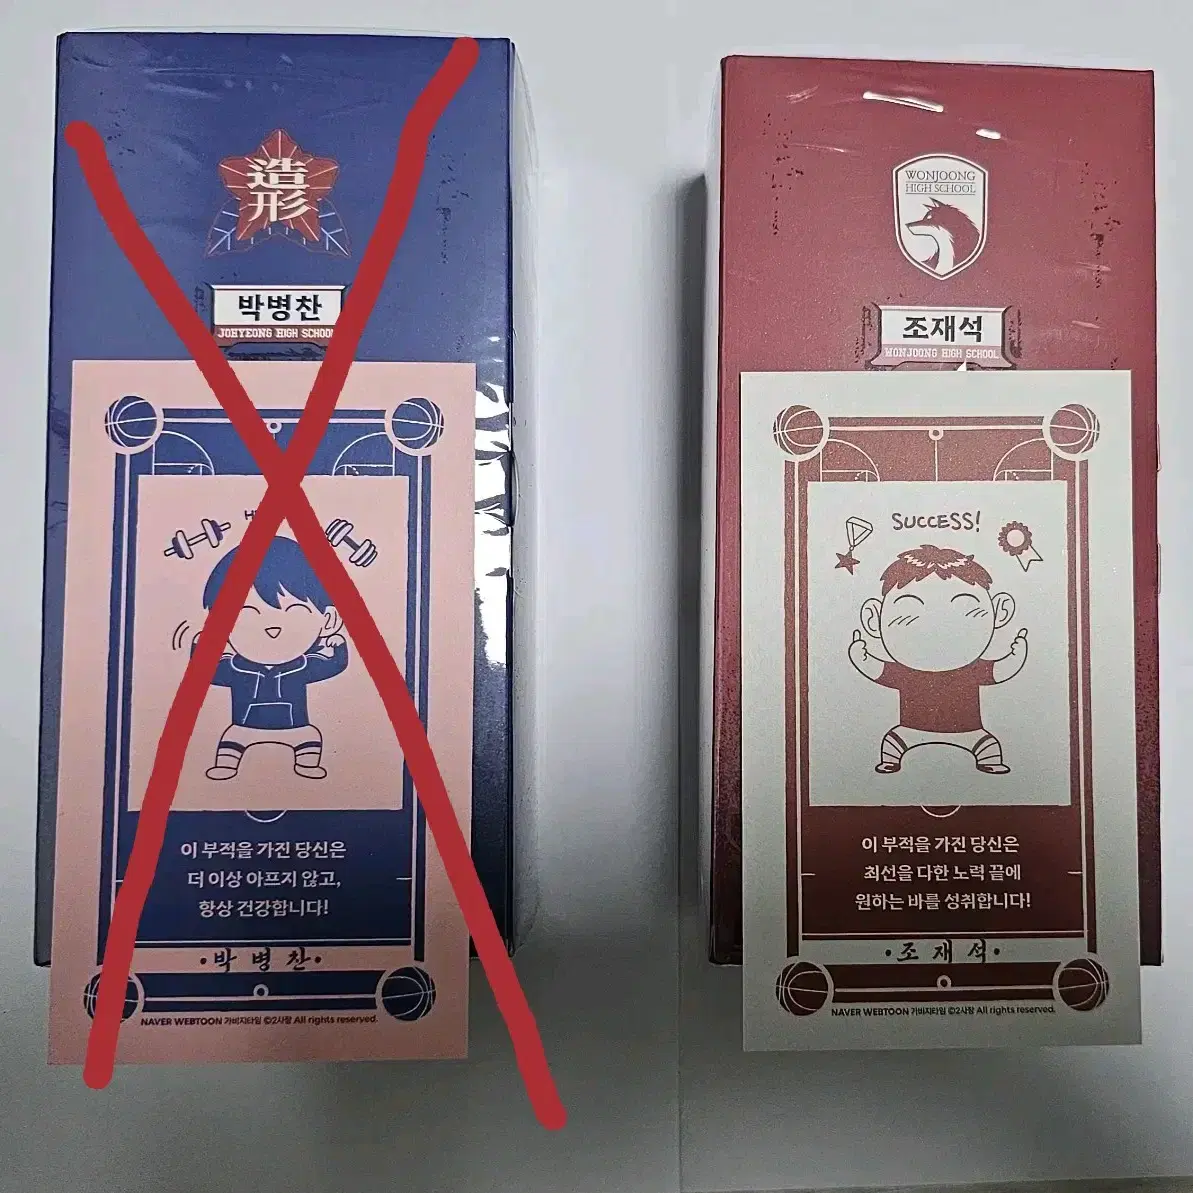 造
形
박병찬
JOHYEONG HIGH SCHOOL
이 부적을 가진 당신은
더 이상 아프지 않고,
항상 건강합니다!
·박병찬·
NAVER WEBTOON 가비지타임 ©2사장 All rights reserved.
WONJOONG
HIGH SCHOOL
조재석
WONJOONG HIGH SCHOOL
SUCCESS!
이 부적을 가진 당신은
최선을 다한 노력 끝에
원하는 바를 성취합니다!
·조재석·
NAVER WEBTOON 가비지타임 ©2사장 All rights reserved.